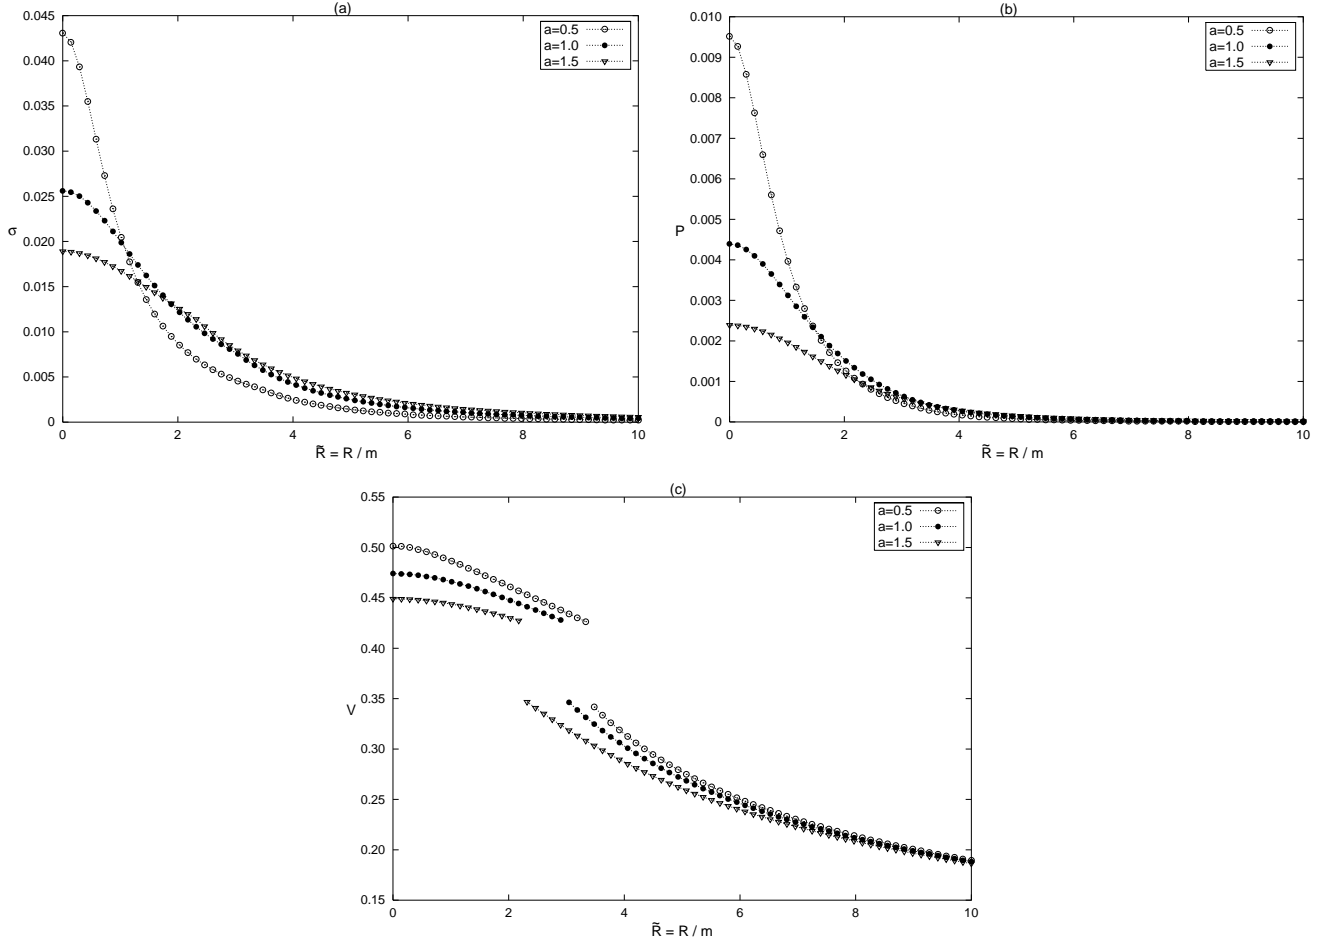 (a)
0.045
0.040
0.035
0.030
0.025
0.020
0.015
0.010
0.005
0
σ
a=0.5
a=1.0
a=1.5
0 2 4 6 8 10
R̃ = R / m
(b)
0.010
0.009
0.008
0.007
0.006
0.005
0.004
0.003
0.002
0.001
0
P
a=0.5
a=1.0
a=1.5
0 2 4 6 8 10
R̃ = R / m
(c)
0.55
0.50
0.45
0.40
0.35
0.30
0.25
0.20
0.15
V
a=0.5
a=1.0
a=1.5
0 2 4 6 8 10
R̃ = R / m